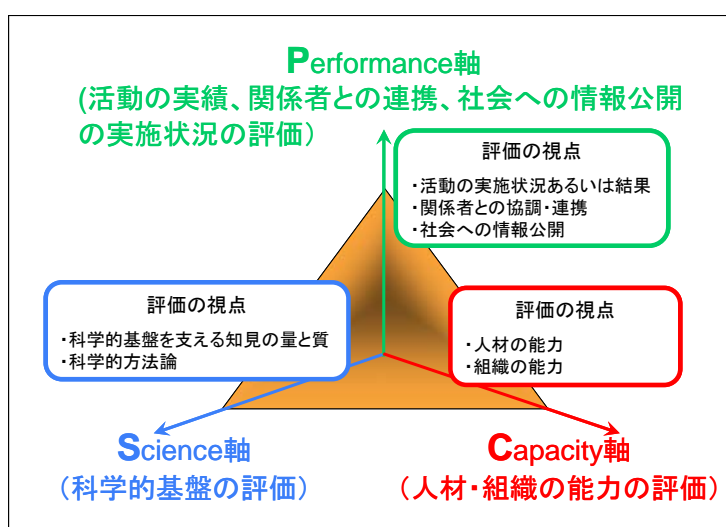 Performance軸
(活動の実績、関係者との連携、社会への情報公開
の実施状況の評価）
評価の視点
・活動の実施状況あるいは結果
・関係者との協調・連携
・社会への情報公開
評価の視点
・科学的基盤を支える知見の量と質
・科学的方法論
評価の視点
・人材の能力
・組織の能力
Science軸
（科学的基盤の評価）
Capacity軸
（人材・組織の能力の評価）